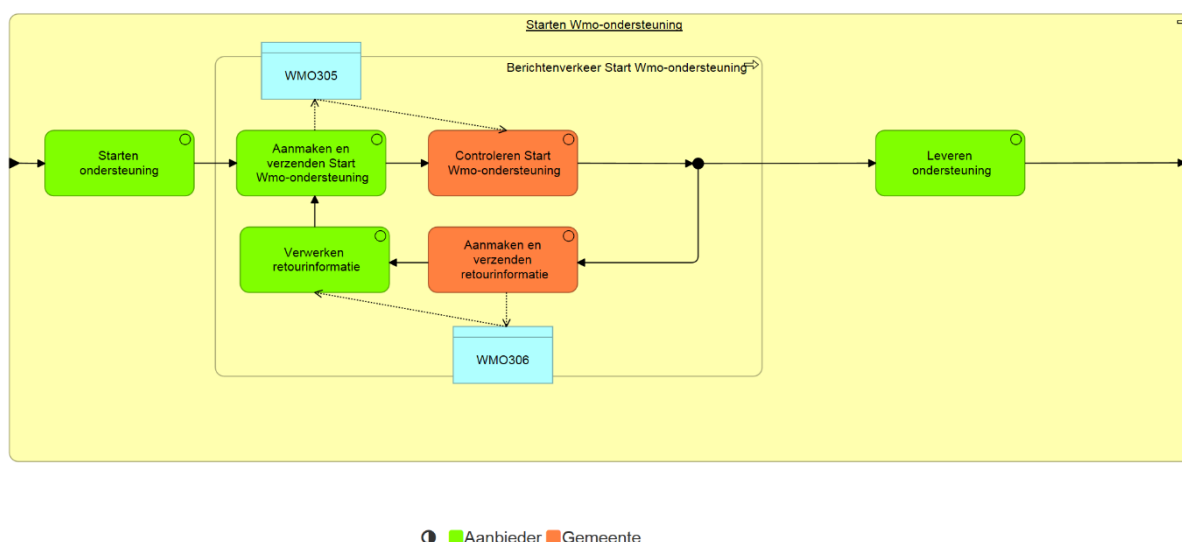 Starten Wmo-ondersteuning
Berichtenverkeer Start Wmo-ondersteuning
WMO305
Starten
ondersteuning
Aanmaken en
verzenden Start
Wmo-ondersteuning
Controleren Start
Wmo-ondersteuning
Leveren
ondersteuning
Verwerken
retourinformatie
Aanmaken en
verzenden
retourinformatie
WMO306
Aanbieder Gemeente